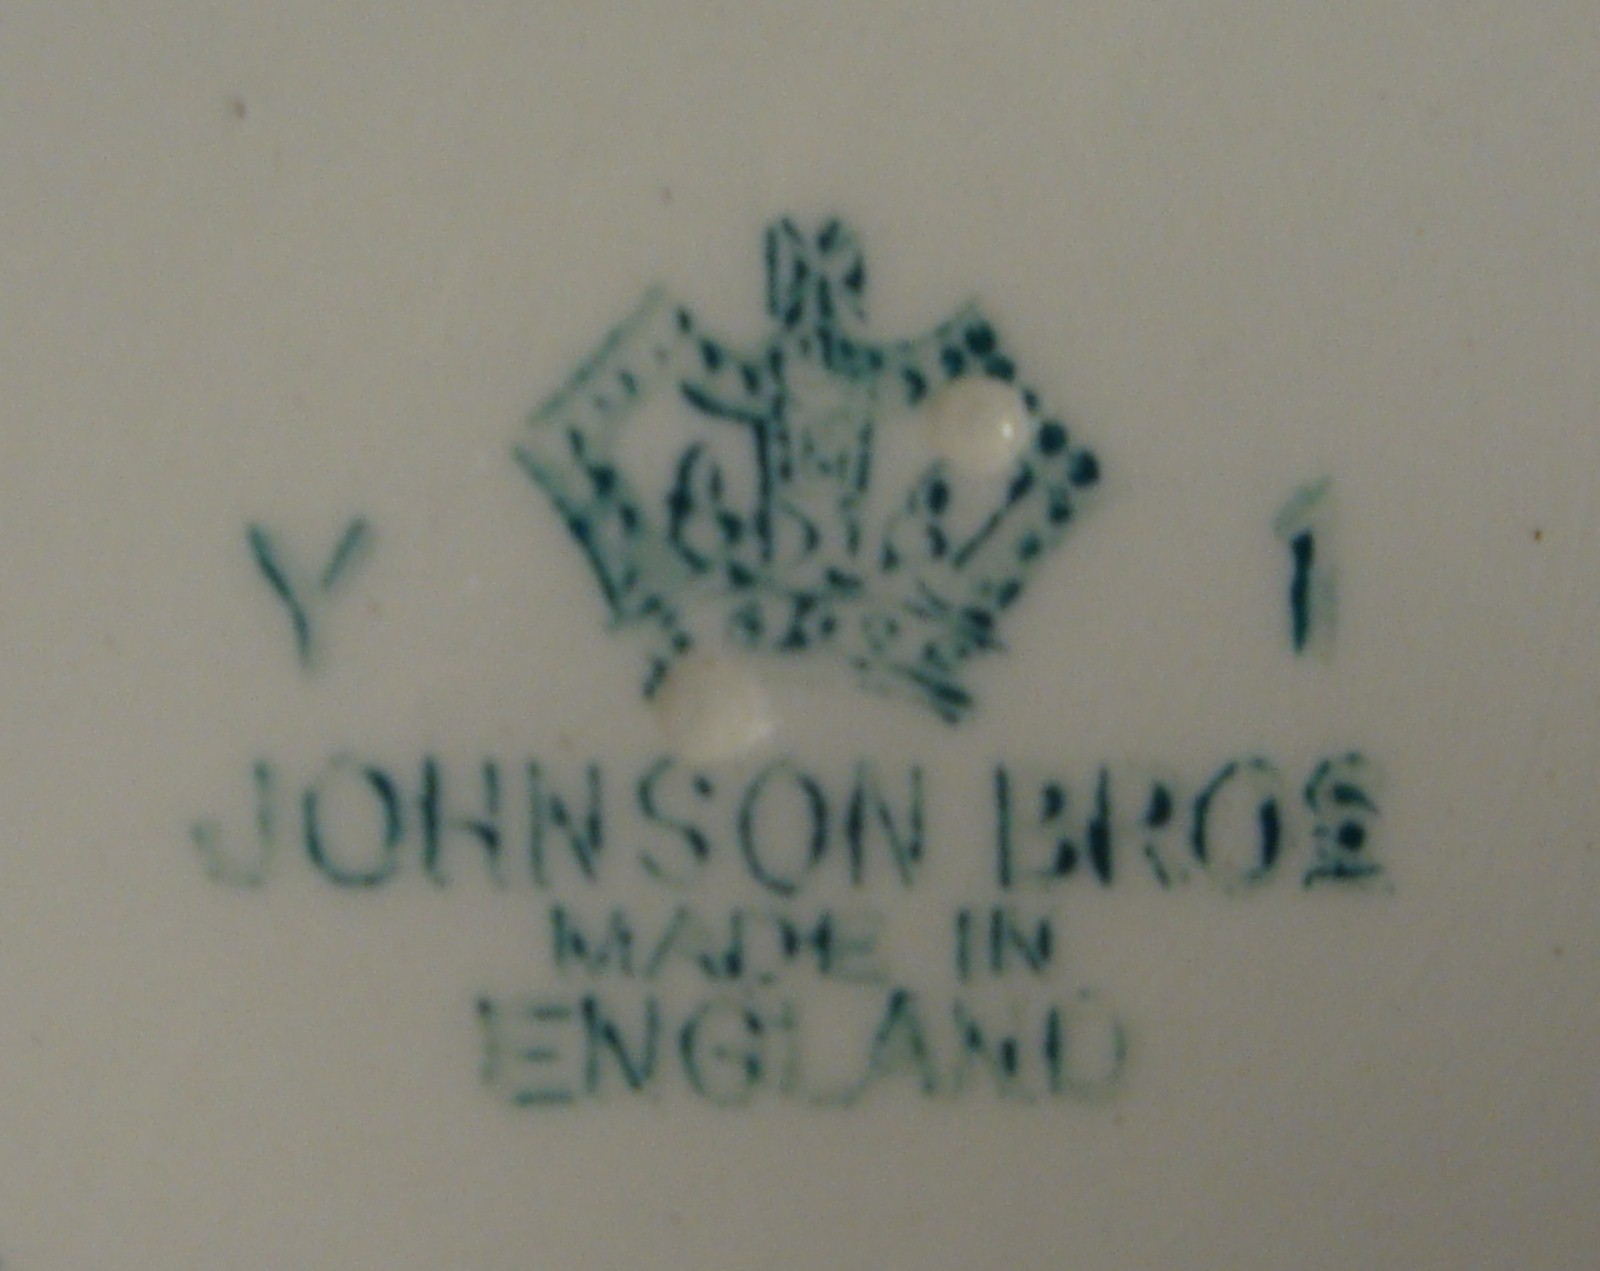 Y 1
JOHNSON BROS
MADE IN
ENGLAND